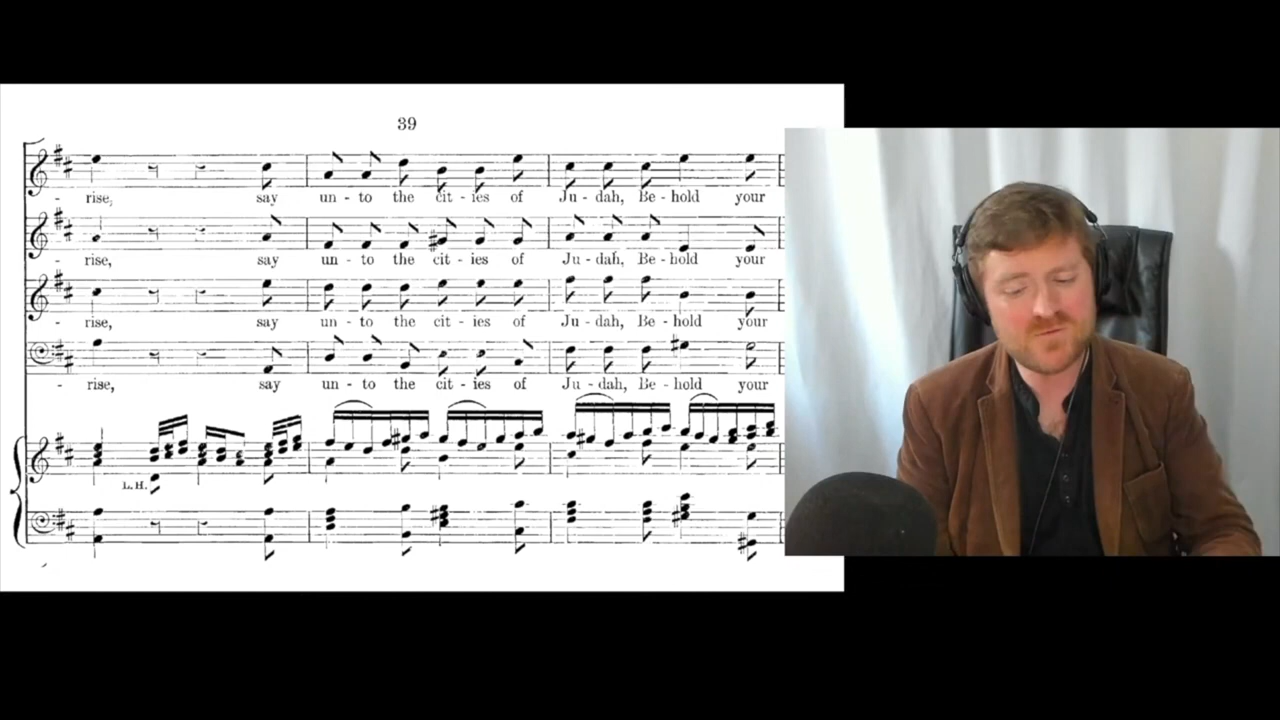 39
- rise, say un - to the cit - ies of Ju - dah, Be - hold your
- rise, say un - to the cit - ies of Ju - dah, Be - hold your
- rise, say un - to the cit - ies of Ju - dah, Be - hold your
- rise, say un - to the cit - ies of Ju - dah, Be - hold your
L.H.